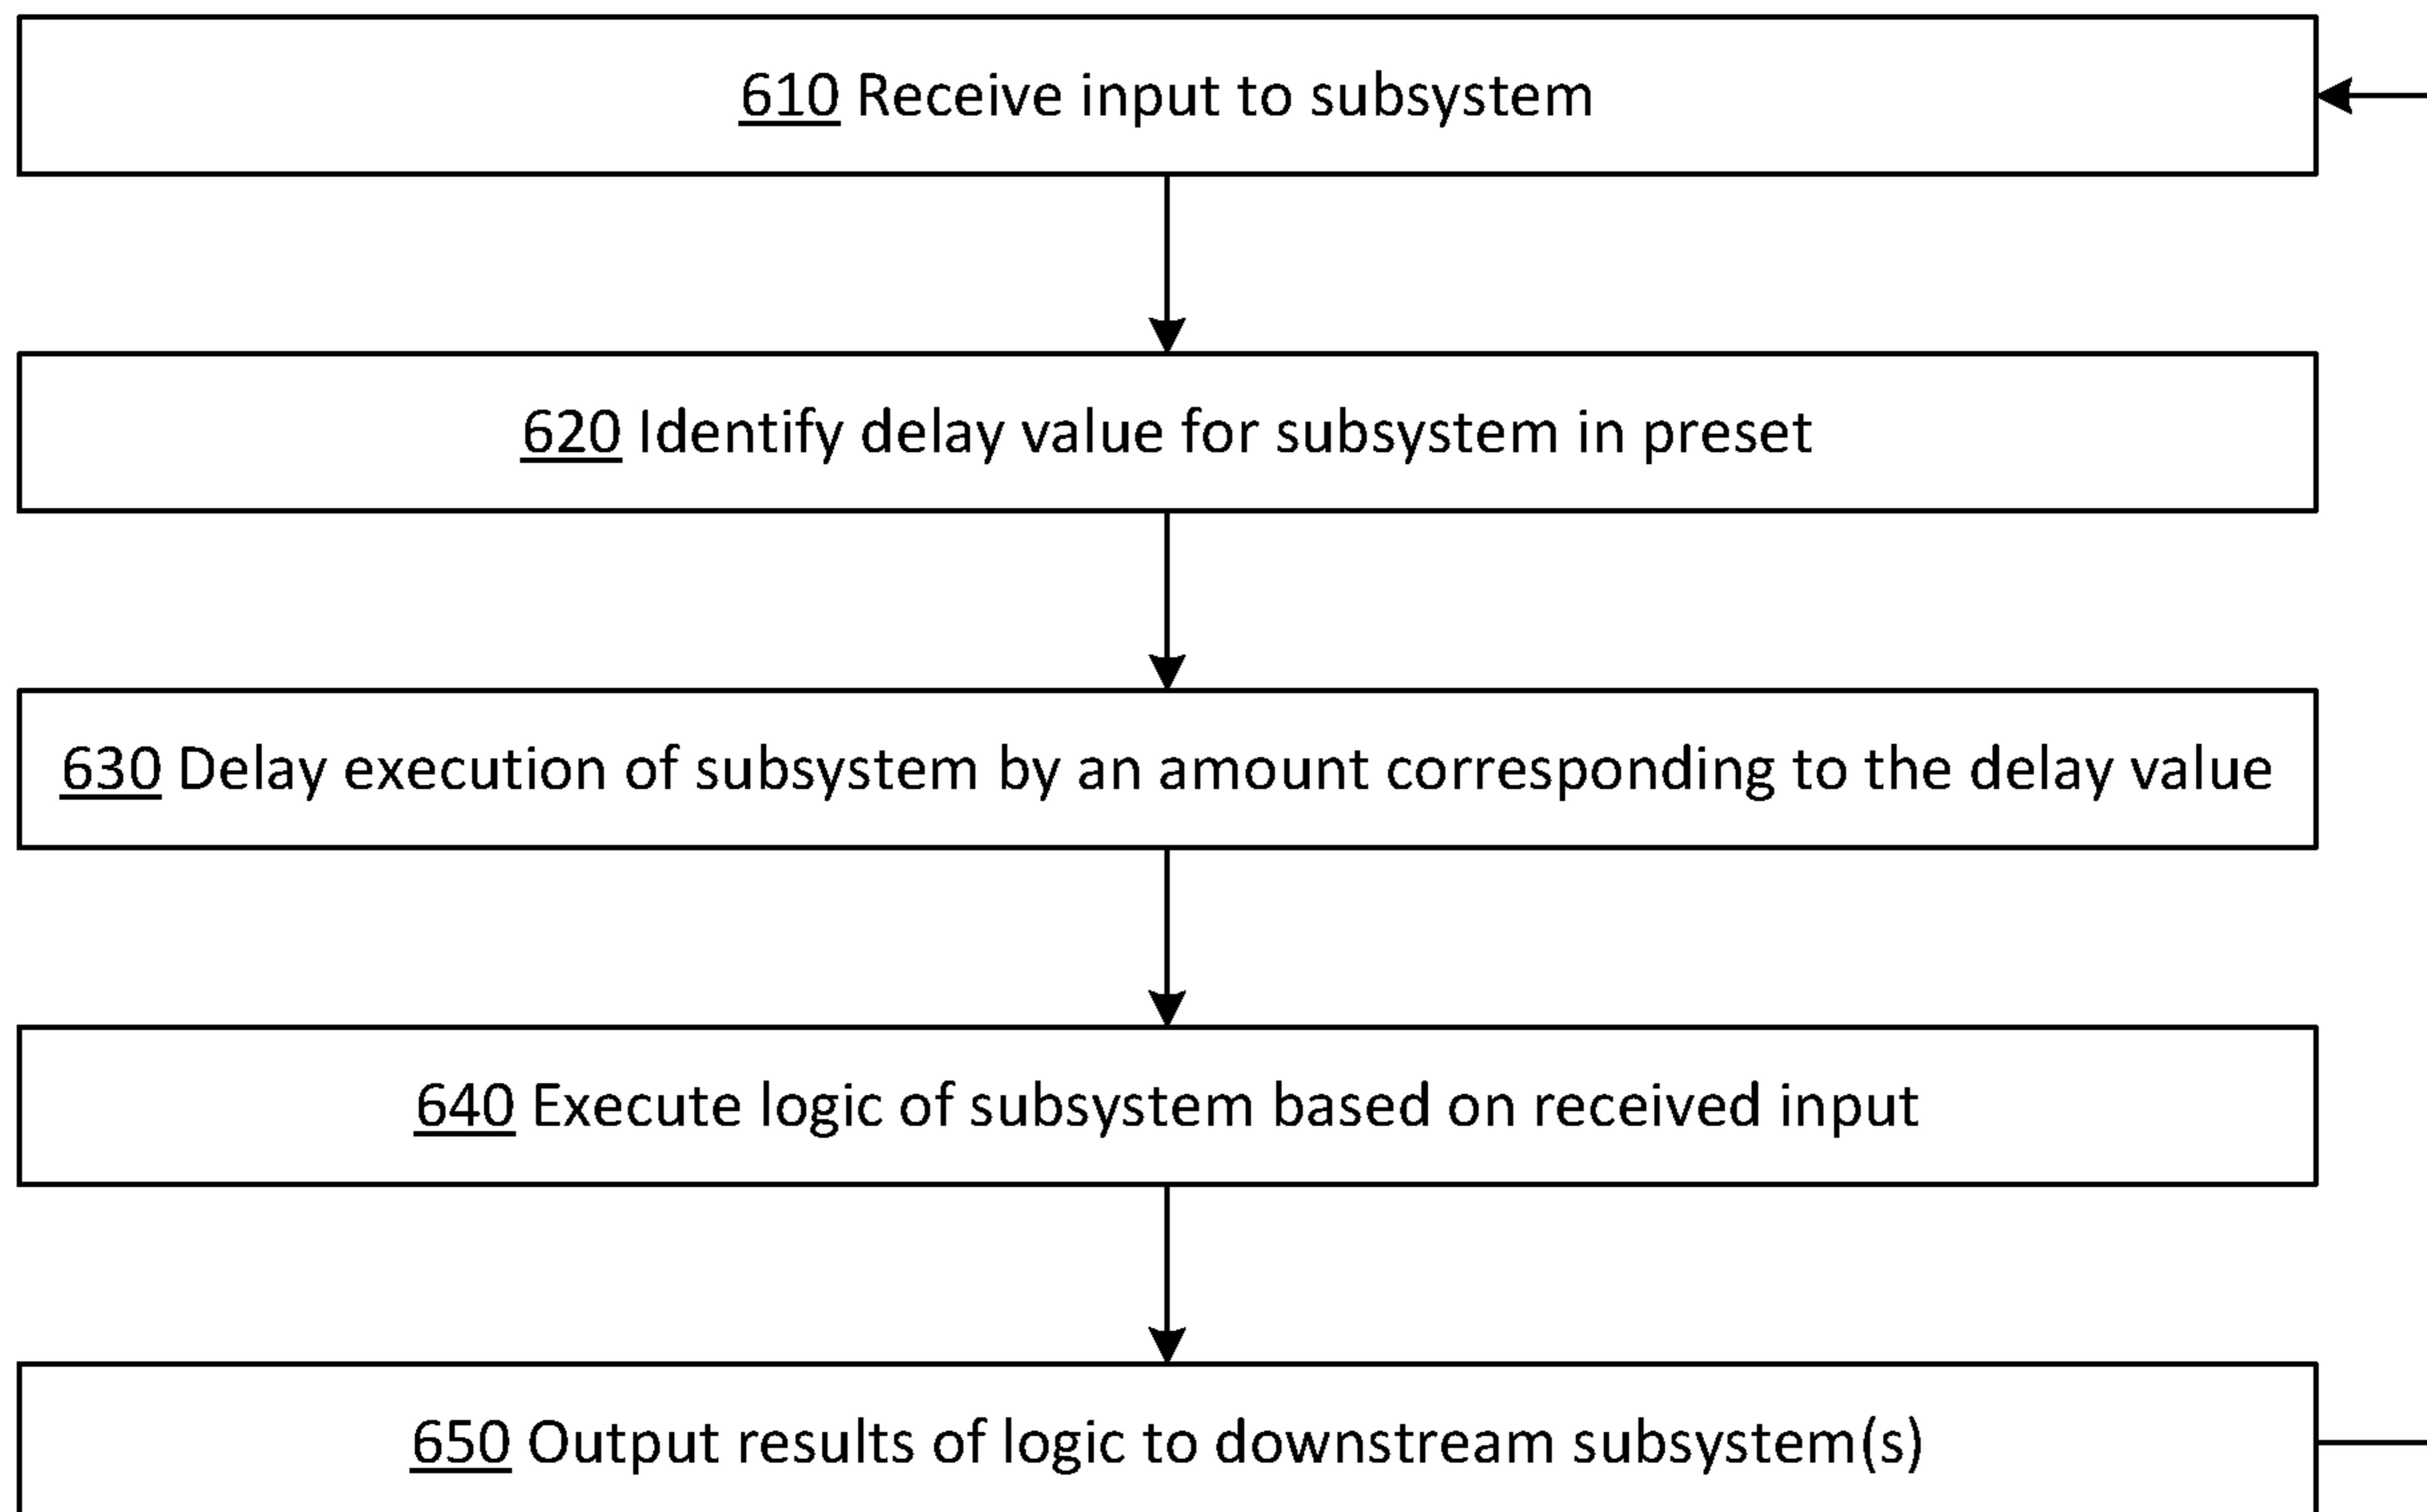 610 Receive input to subsystem
620 Identify delay value for subsystem in preset
630 Delay execution of subsystem by an amount corresponding to the delay value
640 Execute logic of subsystem based on received input
650 Output results of logic to downstream subsystem(s)